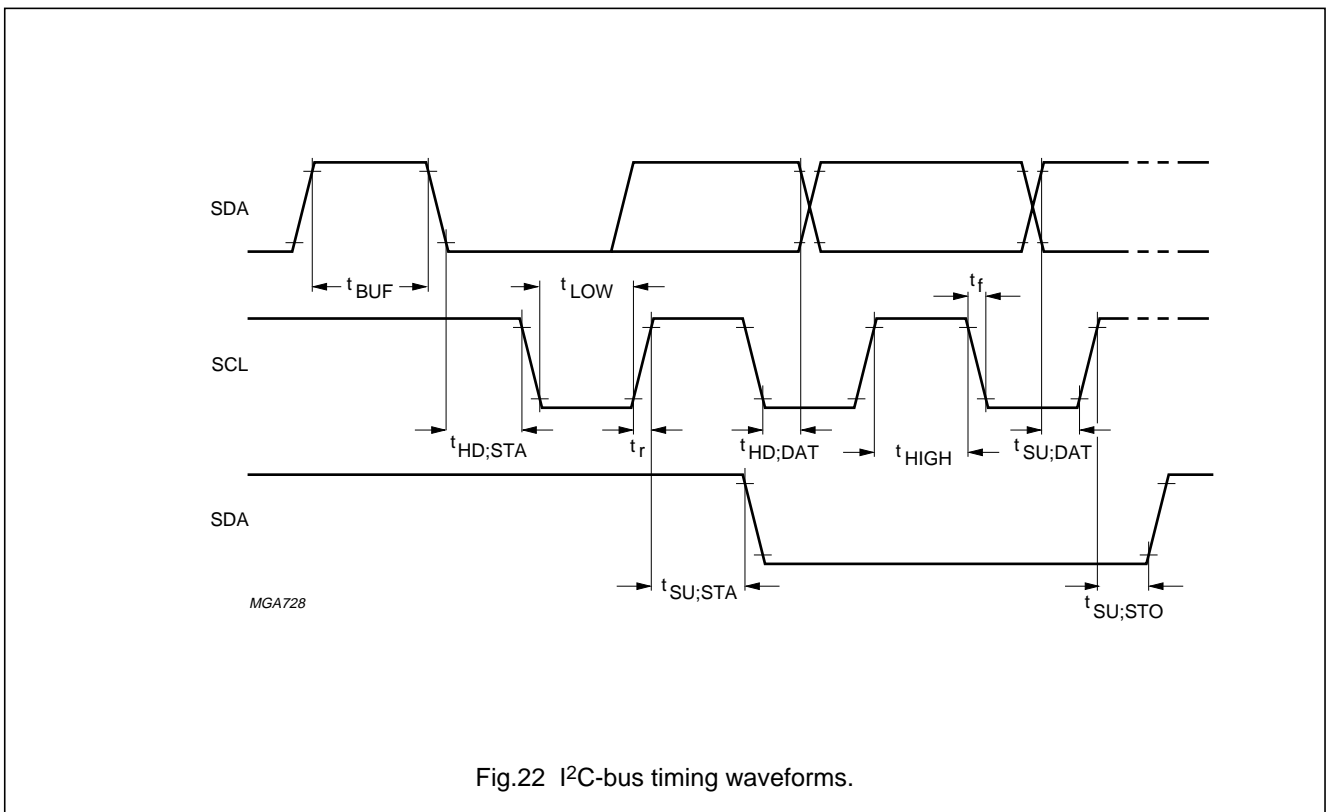 SDA
t BUF
t LOW
t f
SCL
t HD;STA
t r
t HD;DAT
t HIGH
t SU;DAT
SDA
t SU;STA
t SU;STO
MGA728
Fig.22 I²C-bus timing waveforms.